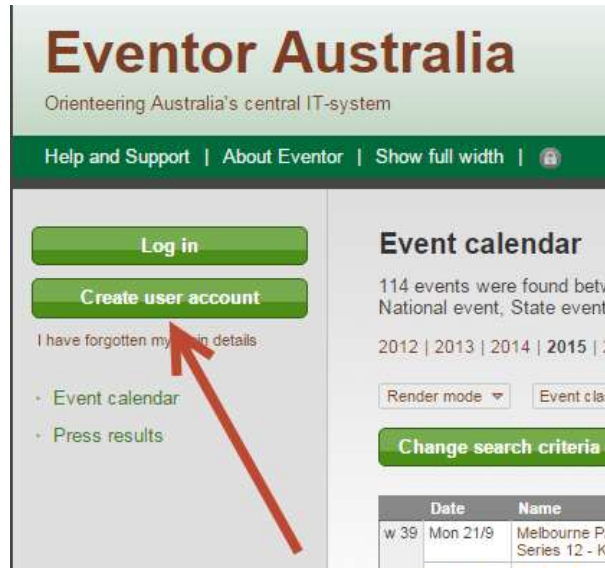 Eventor Australia
Orienteering Australia's central IT-system
Help and Support | About Eventor | Show full width |
Log in
Create user account
I have forgotten my details
Event calendar
Press results
Event calendar
114 events were found
National event, State event
2012 | 2013 | 2014 | 2015 |
Render mode
Event
Change search criteria
Date Name
w 39 Mon 21/9 Melbourne
Series 12 -